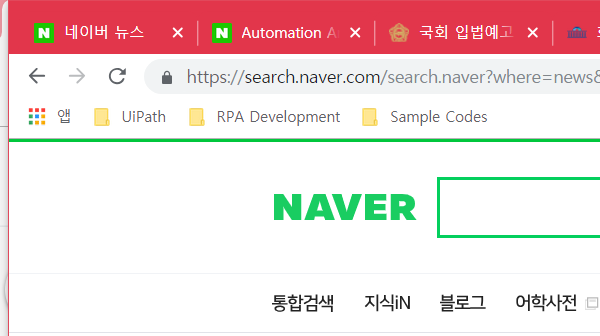 네이버 뉴스 Automation A 국회 입법예고
https://search.naver.com/search.naver?where=news&
앱 UiPath RPA Development Sample Codes
NAVER
통합검색 지식iN 블로그 어학사전